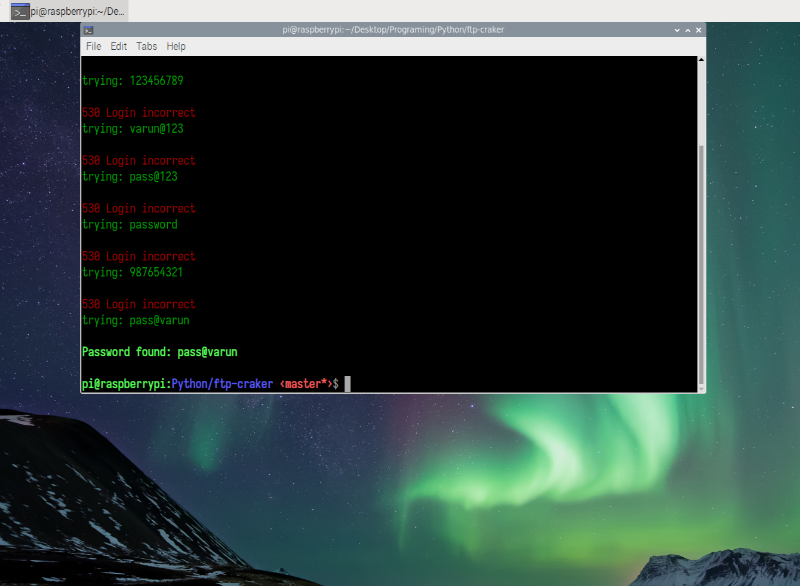 pi@raspberrypi:~/De...
pi@raspberrypi: ~/Desktop/Programing/Python/ftp-craker
File Edit Tabs Help
trying: 123456789
530 Login incorrect
trying: varun@123
530 Login incorrect
trying: pass@123
530 Login incorrect
trying: password
530 Login incorrect
trying: 987654321
530 Login incorrect
trying: pass@varun
Password found: pass@varun
pi@raspberrypi:Python/ftp-craker ‹master*›$